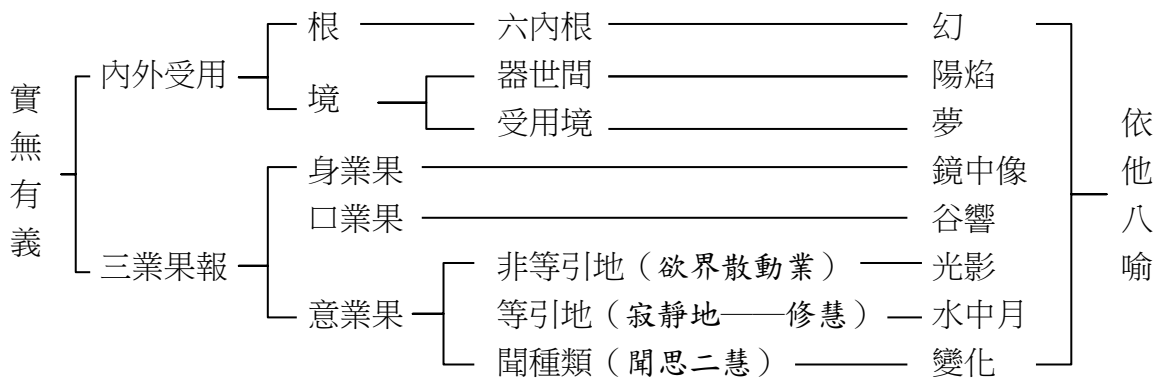 實無有義
內外受用
根
六內根
幻
境
器世間
陽焰
受用境
夢
三業果報
身業果
鏡中像
口業果
谷響
意業果
非等引地（欲界散動業）
光影
等引地（寂靜地——修慧）
水中月
聞種類（聞思二慧）
變化
依他八喻